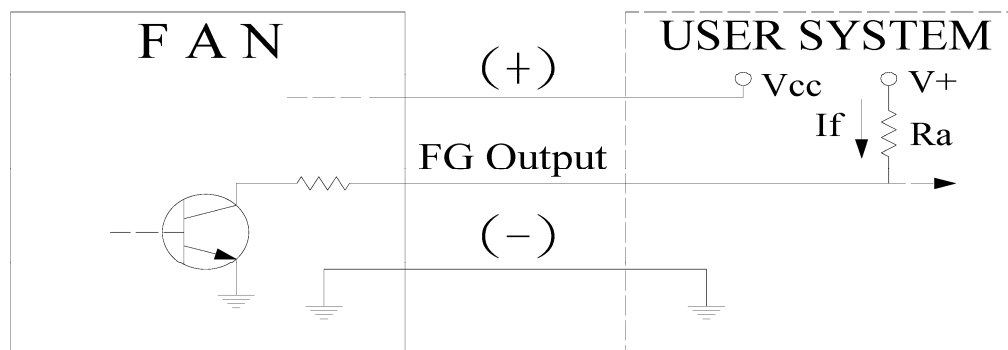 F A N
USER SYSTEM
(+)
Vcc
V+
If
Ra
FG Output
(-)